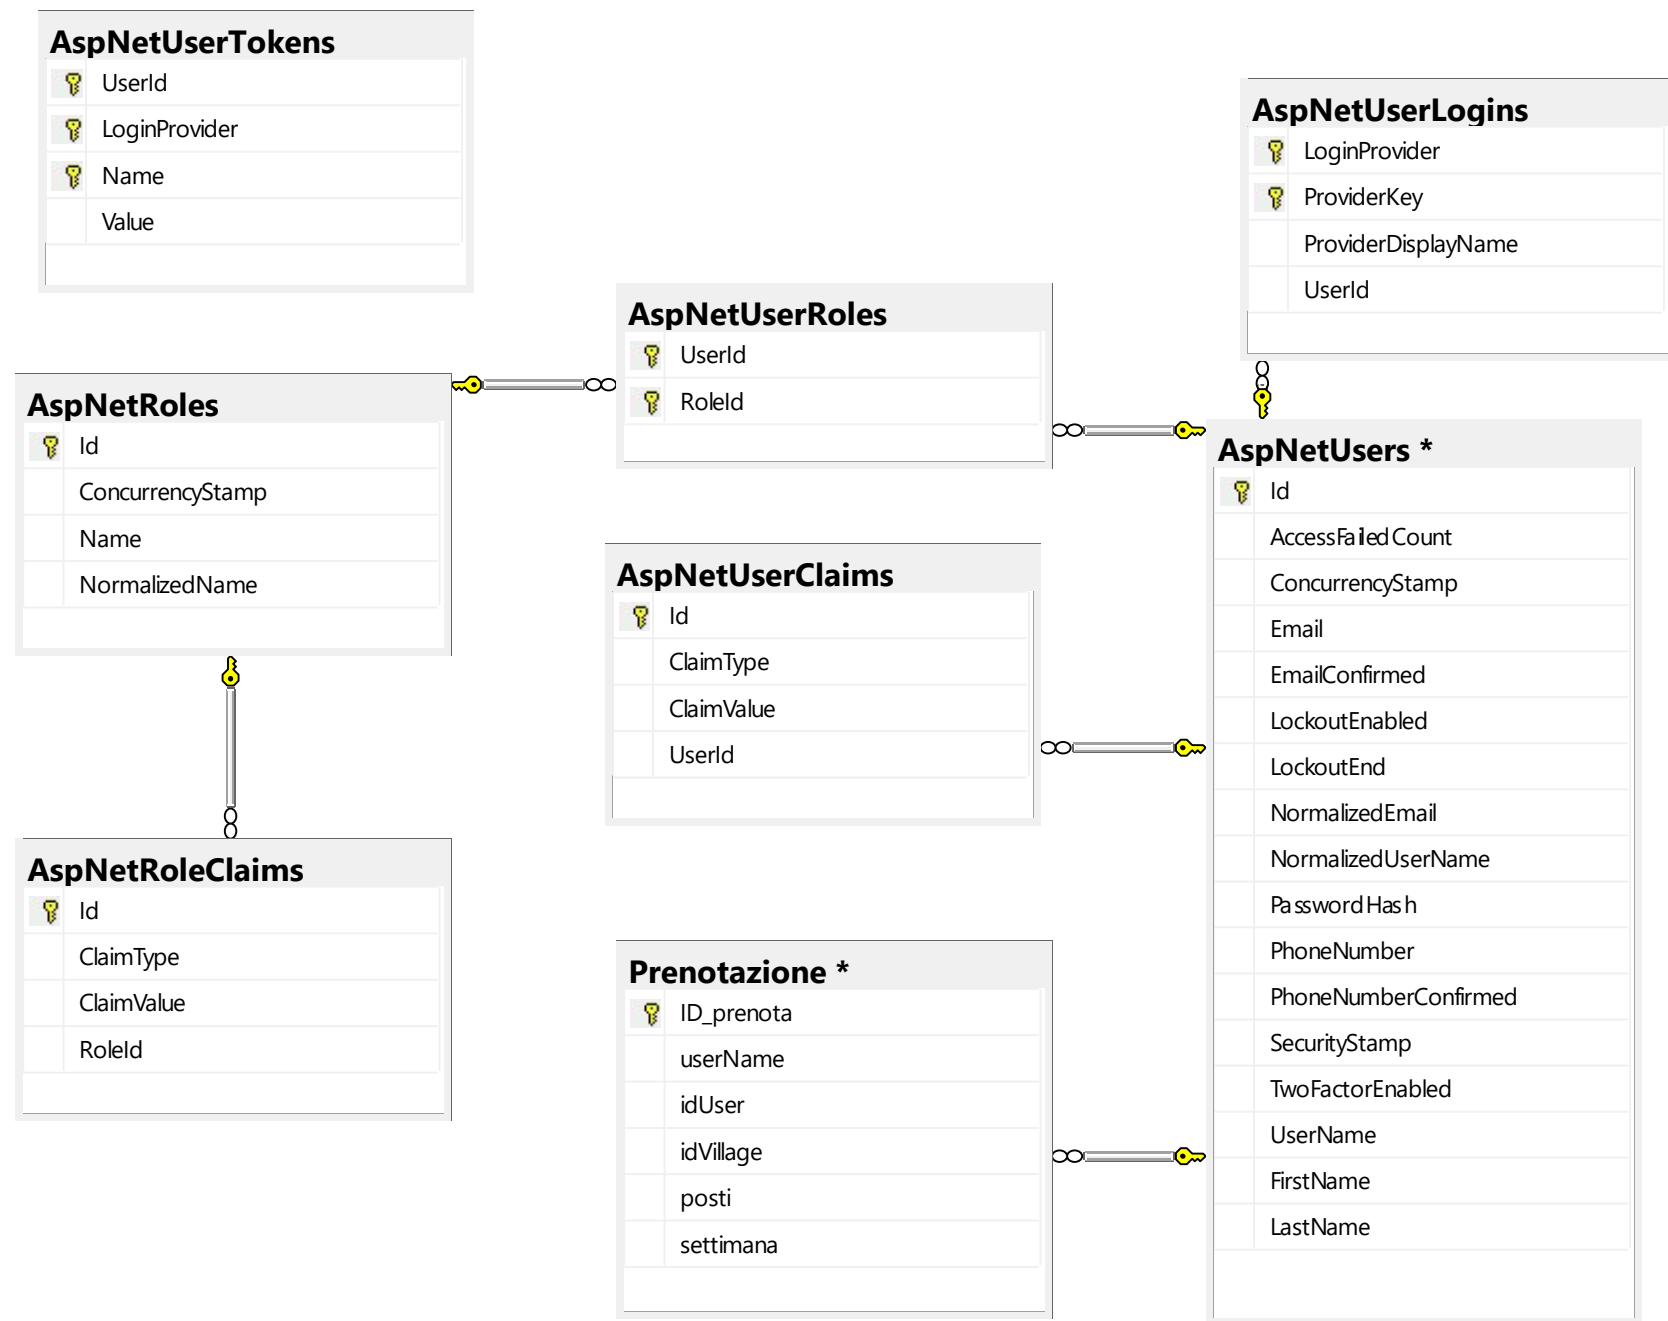 AspNetUserTokens
UserId
LoginProvider
Name
Value
AspNetUserLogins
LoginProvider
ProviderKey
ProviderDisplayName
UserId
AspNetUserRoles
UserId
RoleId
AspNetRoles
Id
ConcurrencyStamp
Name
NormalizedName
AspNetUsers *
Id
AccessFailedCount
ConcurrencyStamp
Email
EmailConfirmed
LockoutEnabled
LockoutEnd
NormalizedEmail
NormalizedUserName
PasswordHash
PhoneNumber
PhoneNumberConfirmed
SecurityStamp
TwoFactorEnabled
UserName
FirstName
LastName
AspNetUserClaims
Id
ClaimType
ClaimValue
UserId
AspNetRoleClaims
Id
ClaimType
ClaimValue
RoleId
Prenotazione *
ID_prenota
userName
idUser
idVillage
posti
settimana